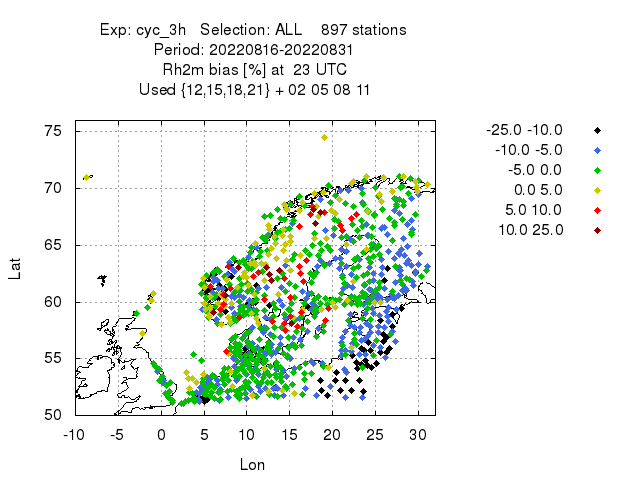 Exp: cyc_3h   Selection: ALL    897 stations
Period: 20220816-20220831
Rh2m bias [%] at  23 UTC
Used {12,15,18,21} + 02 05 08 11
-25.0 -10.0
-10.0 -5.0
-5.0 0.0
0.0 5.0
5.0 10.0
10.0 25.0
Lat
75
70
65
60
55
50
-10 -5 0 5 10 15 20 25 30
Lon